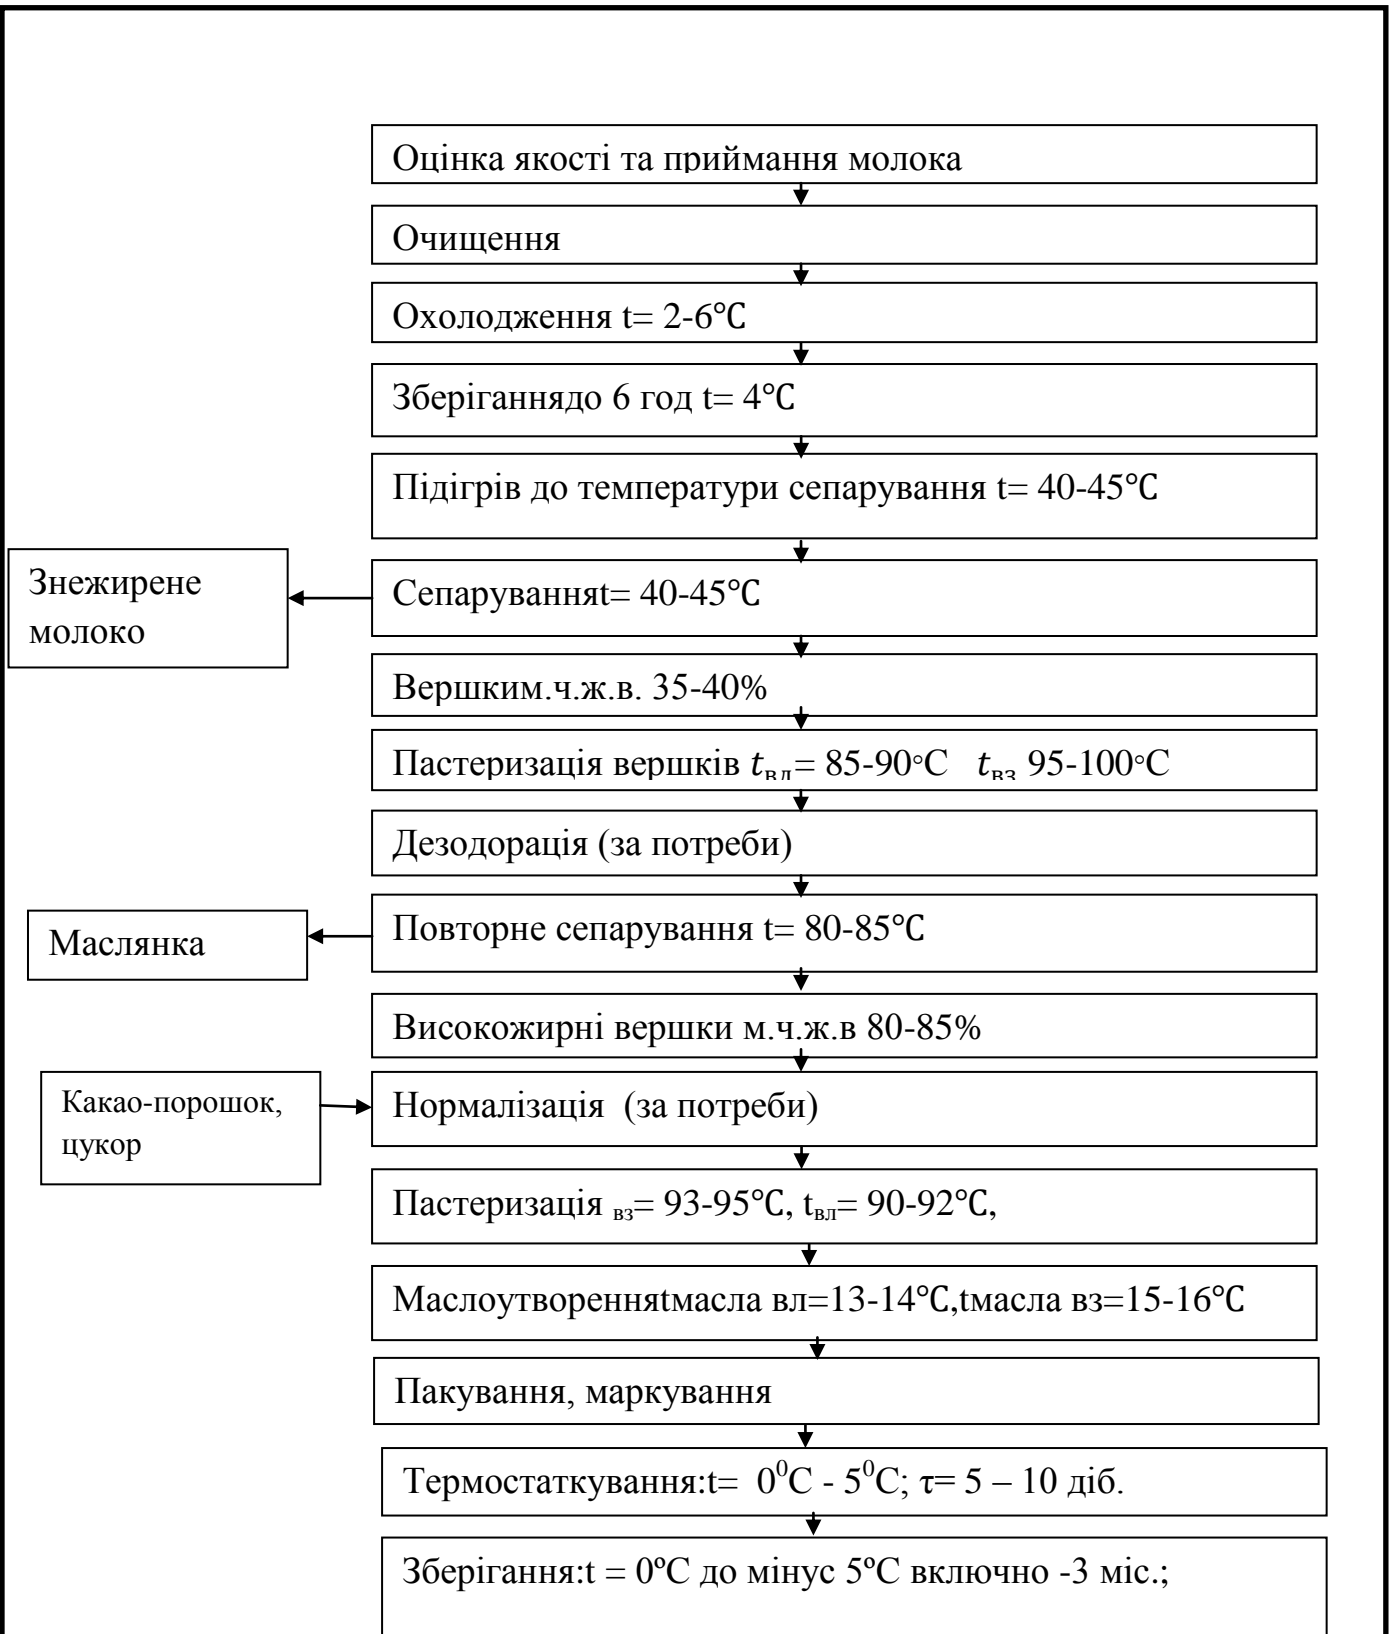 Оцінка якості та приймання молока
Очищення
Охолодження t= 2-6°C
Зберіганнядо 6 год t= 4°C
Підігрів до температури сепарування t= 40-45°C
Знежирене
молоко
Сепаруванняt= 40-45°C
Вершким.ч.ж.в. 35-40%
Пастеризація вершків tвл= 85-90°C tвз 95-100°C
Дезодорація (за потреби)
Маслянка
Повторне сепарування t= 80-85°C
Високожирні вершки м.ч.ж.в 80-85%
Какао-порошок,
цукор
Нормалізація (за потреби)
Пастеризація вз= 93-95°C, tвл= 90-92°C,
Маслоутворенняtмасла вл=13-14°C,tмасла вз=15-16°C
Пакування, маркування
Термостаткування:t= 0⁰C - 5⁰C; τ= 5 – 10 діб.
Зберігання:t = 0ºC до мінус 5ºC включно -3 міс.;